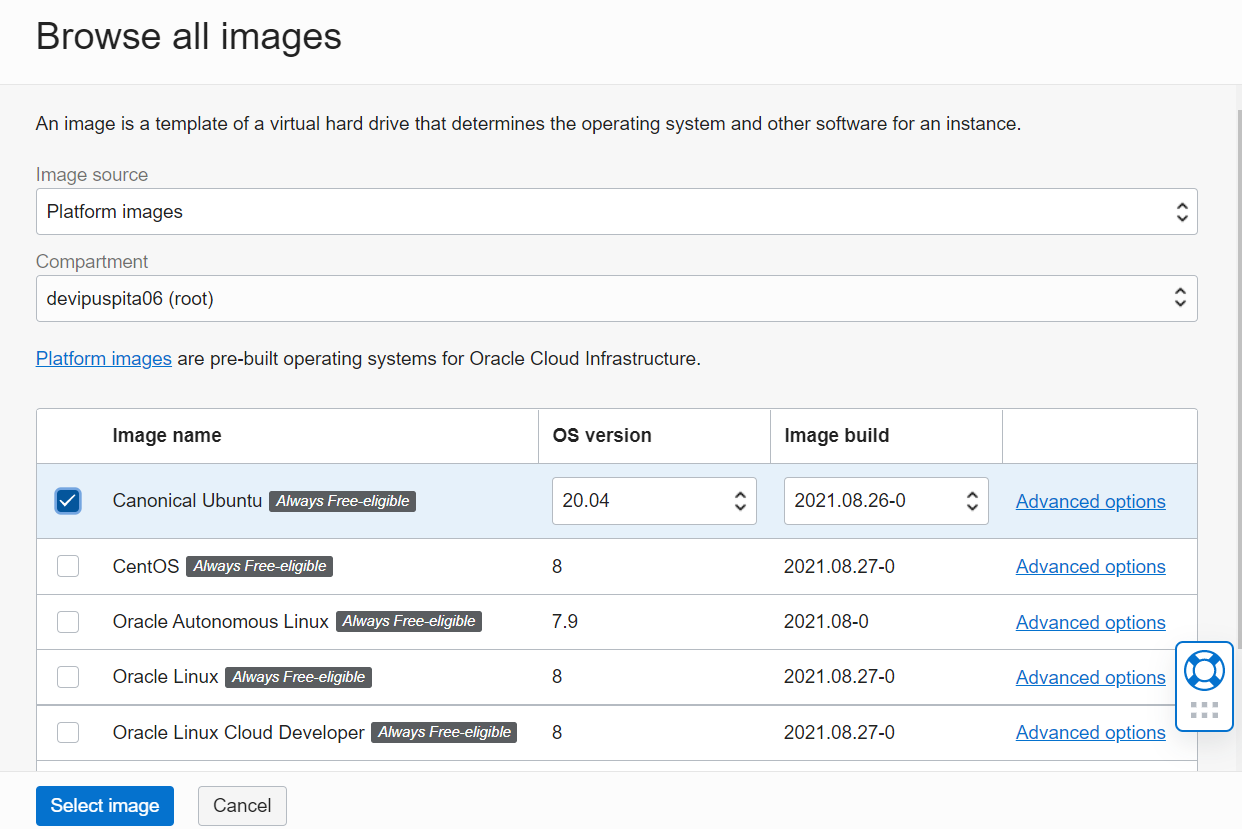 Browse all images
An image is a template of a virtual hard drive that determines the operating system and other software for an instance.
Image source
Platform images
Compartment
devipuspita06 (root)
Platform images are pre-built operating systems for Oracle Cloud Infrastructure.
Image name OS version Image build
Canonical Ubuntu Always Free-eligible 20.04 2021.08.26-0 Advanced options
CentOS Always Free-eligible 8 2021.08.27-0 Advanced options
Oracle Autonomous Linux Always Free-eligible 7.9 2021.08-0 Advanced options
Oracle Linux Always Free-eligible 8 2021.08.27-0 Advanced options
Oracle Linux Cloud Developer Always Free-eligible 8 2021.08.27-0 Advanced options
Select image Cancel